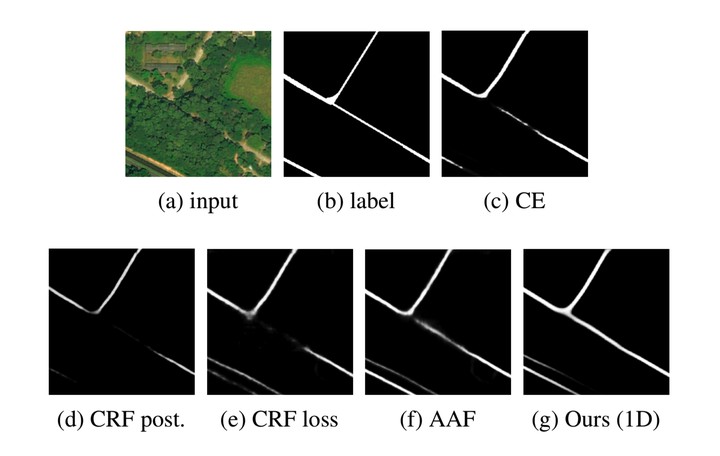 (a) input (b) label (c) CE
(d) CRF post. (e) CRF loss (f) AAF (g) Ours (1D)